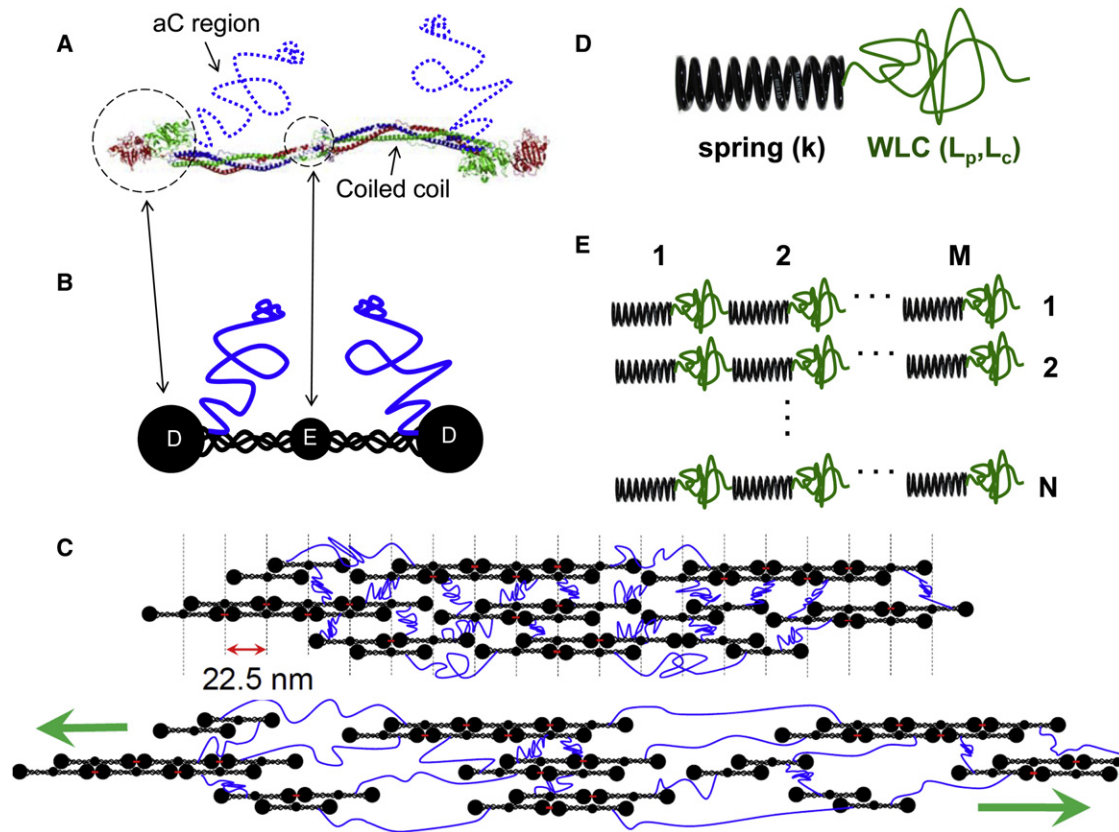 A
aC region
Coiled coil
B
D
E
D
C
22.5 nm
D
spring (k)
WLC (Lp,Lc)
E
1
2
M
. . .
1
. . .
2
. . .
. . .
N